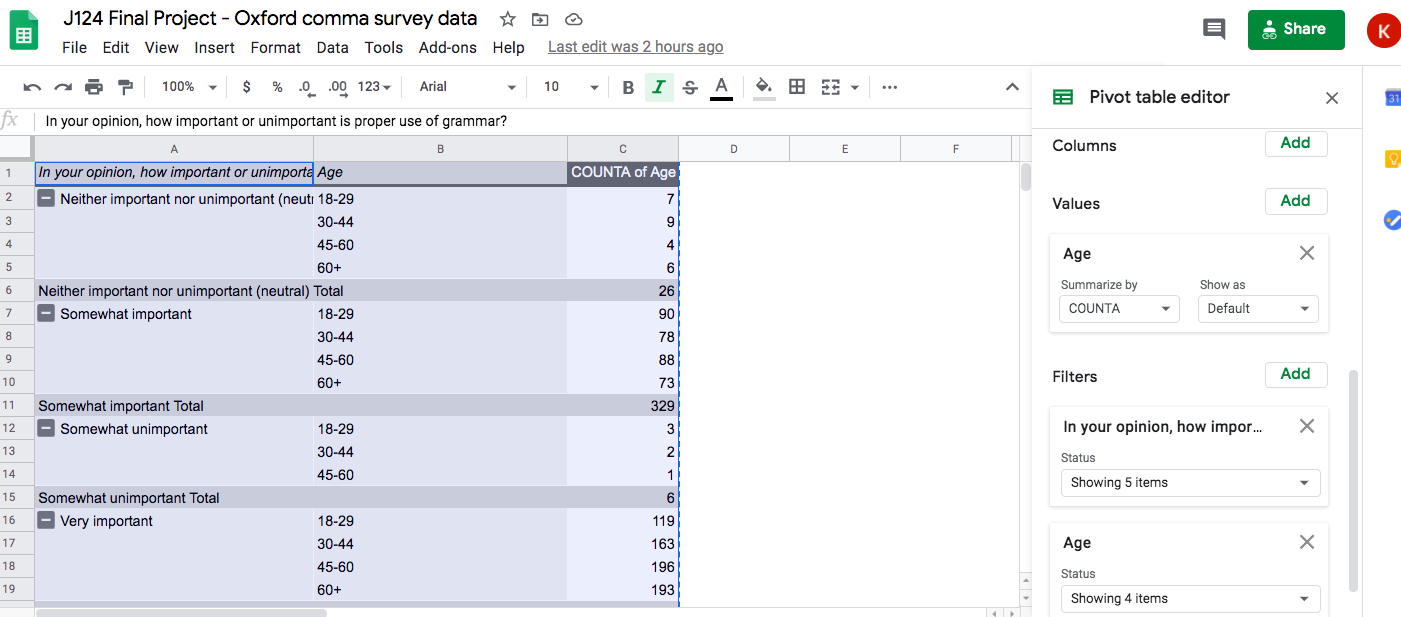 J124 Final Project - Oxford comma survey data
File Edit View Insert Format Data Tools Add-ons Help Last edit was 2 hours ago
Share
K
100% $ % .0 .00 123 Arial 10 B I S A
fx In your opinion, how important or unimportant is proper use of grammar?
A B C D E F
1 In your opinion, how important or unimporta Age COUNTA of Age
2 Neither important nor unimportant (neut 18-29 7
3 30-44 9
4 45-60 4
5 60+ 6
6 Neither important nor unimportant (neutral) Total 26
7 Somewhat important 18-29 90
8 30-44 78
9 45-60 88
10 60+ 73
11 Somewhat important Total 329
12 Somewhat unimportant 18-29 3
13 30-44 2
14 45-60 1
15 Somewhat unimportant Total 6
16 Very important 18-29 119
17 30-44 163
18 45-60 196
19 60+ 193
Pivot table editor
Columns Add
Values Add
Age
Summarize by Show as
COUNTA Default
Filters Add
In your opinion, how impor...
Status
Showing 5 items
Age
Status
Showing 4 items
31